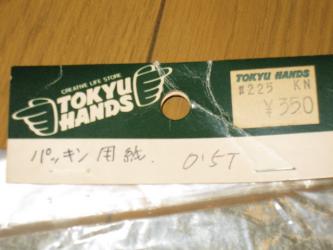 CREATIVE LIFE STORE
TOKYU
HANDS
TOKYU HANDS
#225 KN
¥350
パッキン用紙. 0.5T